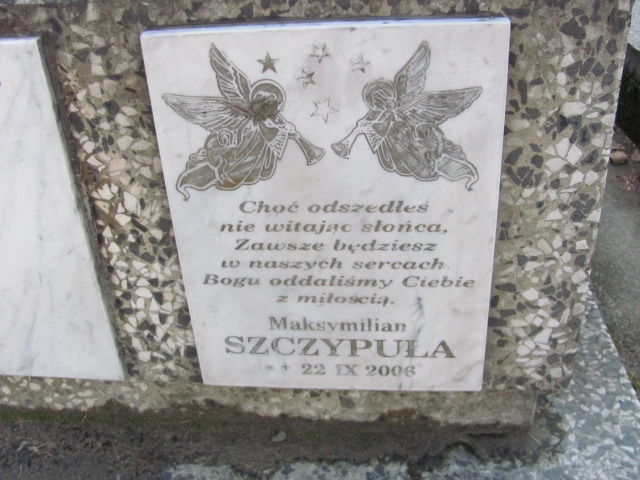 Choć odszedłeś
nie witając słońca,
Zawsze będziesz
w naszych sercach.
Bogu oddaliśmy Ciebie
z miłością.
Maksymilian
SZCZYPUŁA
* + 22 IX 2006